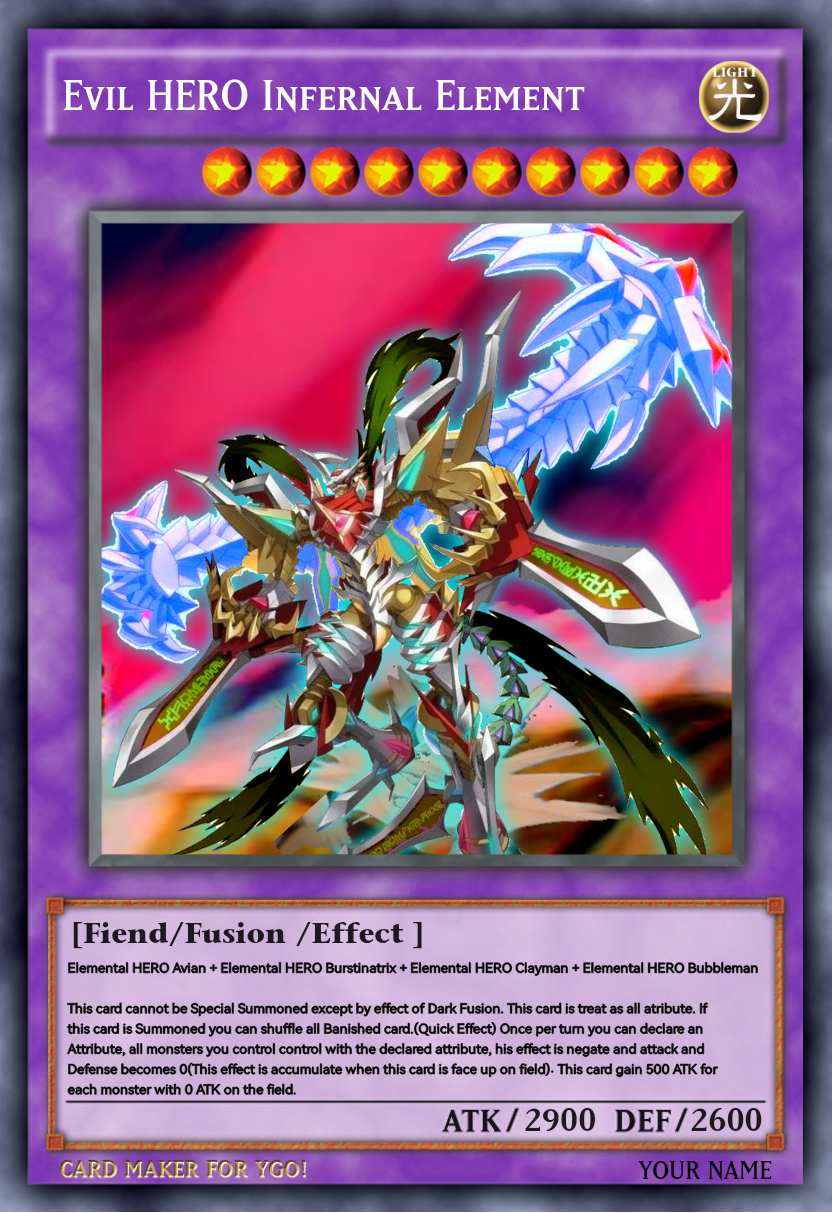 Evil HERO Infernal Element
LIGHT
光
[Fiend/Fusion /Effect ]
Elemental HERO Avian + Elemental HERO Burstinatrix + Elemental HERO Clayman + Elemental HERO Bubbleman
This card cannot be Special Summoned except by effect of Dark Fusion. This card is treat as all atribute. If
this card is Summoned you can shuffle all Banished card.(Quick Effect) Once per turn you can declare an
Attribute, all monsters you control control with the declared attribute, his effect is negate and attack and
Defense becomes 0(This effect is accumulate when this card is face up on field). This card gain 500 ATK for
each monster with 0 ATK on the field.
ATK/2900 DEF/2600
CARD MAKER FOR YGO!
YOUR NAME